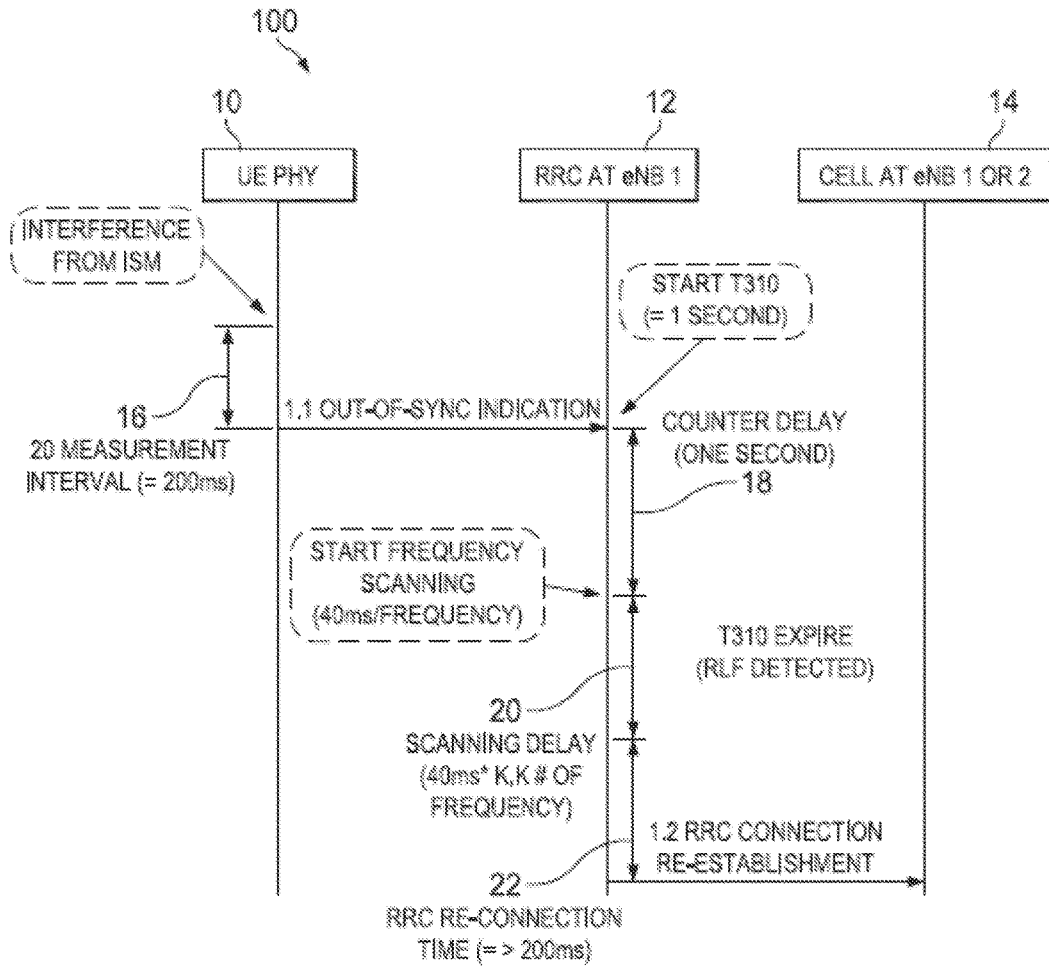 100
10
12
14
UE PHY
RRC AT eNB 1
CELL AT eNB 1 OR 2
INTERFERENCE
FROM ISM
START T310
(= 1 SECOND)
16
20 MEASUREMENT
INTERVAL (= 200ms)
1.1 OUT-OF-SYNC INDICATION
COUNTER DELAY
(ONE SECOND)
18
START FREQUENCY
SCANNING
(40ms/FREQUENCY)
T310 EXPIRE
(RLF DETECTED)
20
SCANNING DELAY
(40ms* K,K # OF
FREQUENCY)
1.2 RRC CONNECTION
RE-ESTABLISHMENT
22
RRC RE-CONNECTION
TIME (= > 200ms)